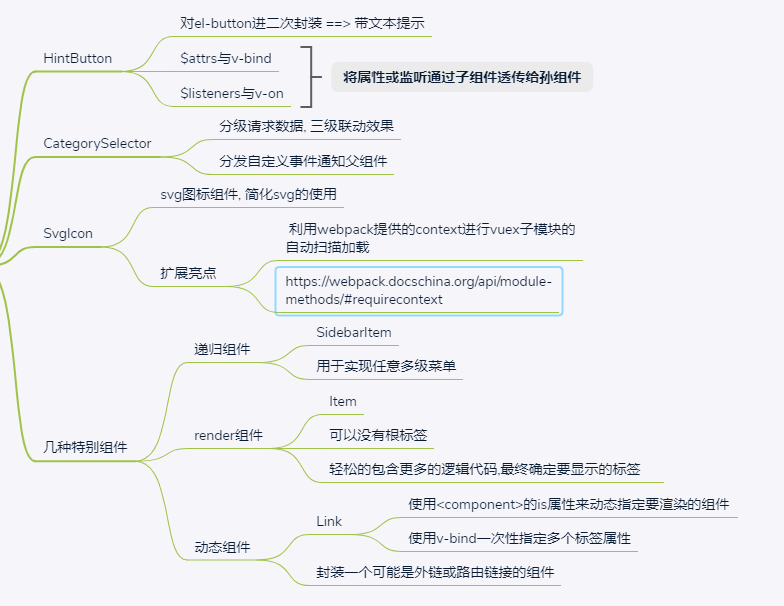 对el-button进二次封装 ==> 带文本提示
HintButton
$attrs与v-bind
将属性或监听通过子组件透传给孙组件
$listeners与v-on
分级请求数据, 三级联动效果
CategorySelector
分发自定义事件通知父组件
svg图标组件, 简化svg的使用
SvgIcon
利用webpack提供的context进行vuex子模块的
自动扫描加载
扩展亮点
https://webpack.docschina.org/api/module-
methods/#requirecontext
SidebarItem
递归组件
用于实现任意多级菜单
Item
几种特别组件
render组件
可以没有根标签
轻松的包含更多的逻辑代码,最终确定要显示的标签
使用<component>的is属性来动态指定要渲染的组件
Link
使用v-bind一次性指定多个标签属性
动态组件
封装一个可能是外链或路由链接的组件